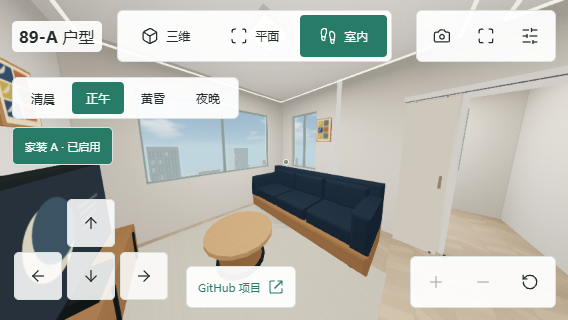 89-A 户型
三维
平面
室内
清晨
正午
黄昏
夜晚
家装 A · 已启用
GitHub 项目